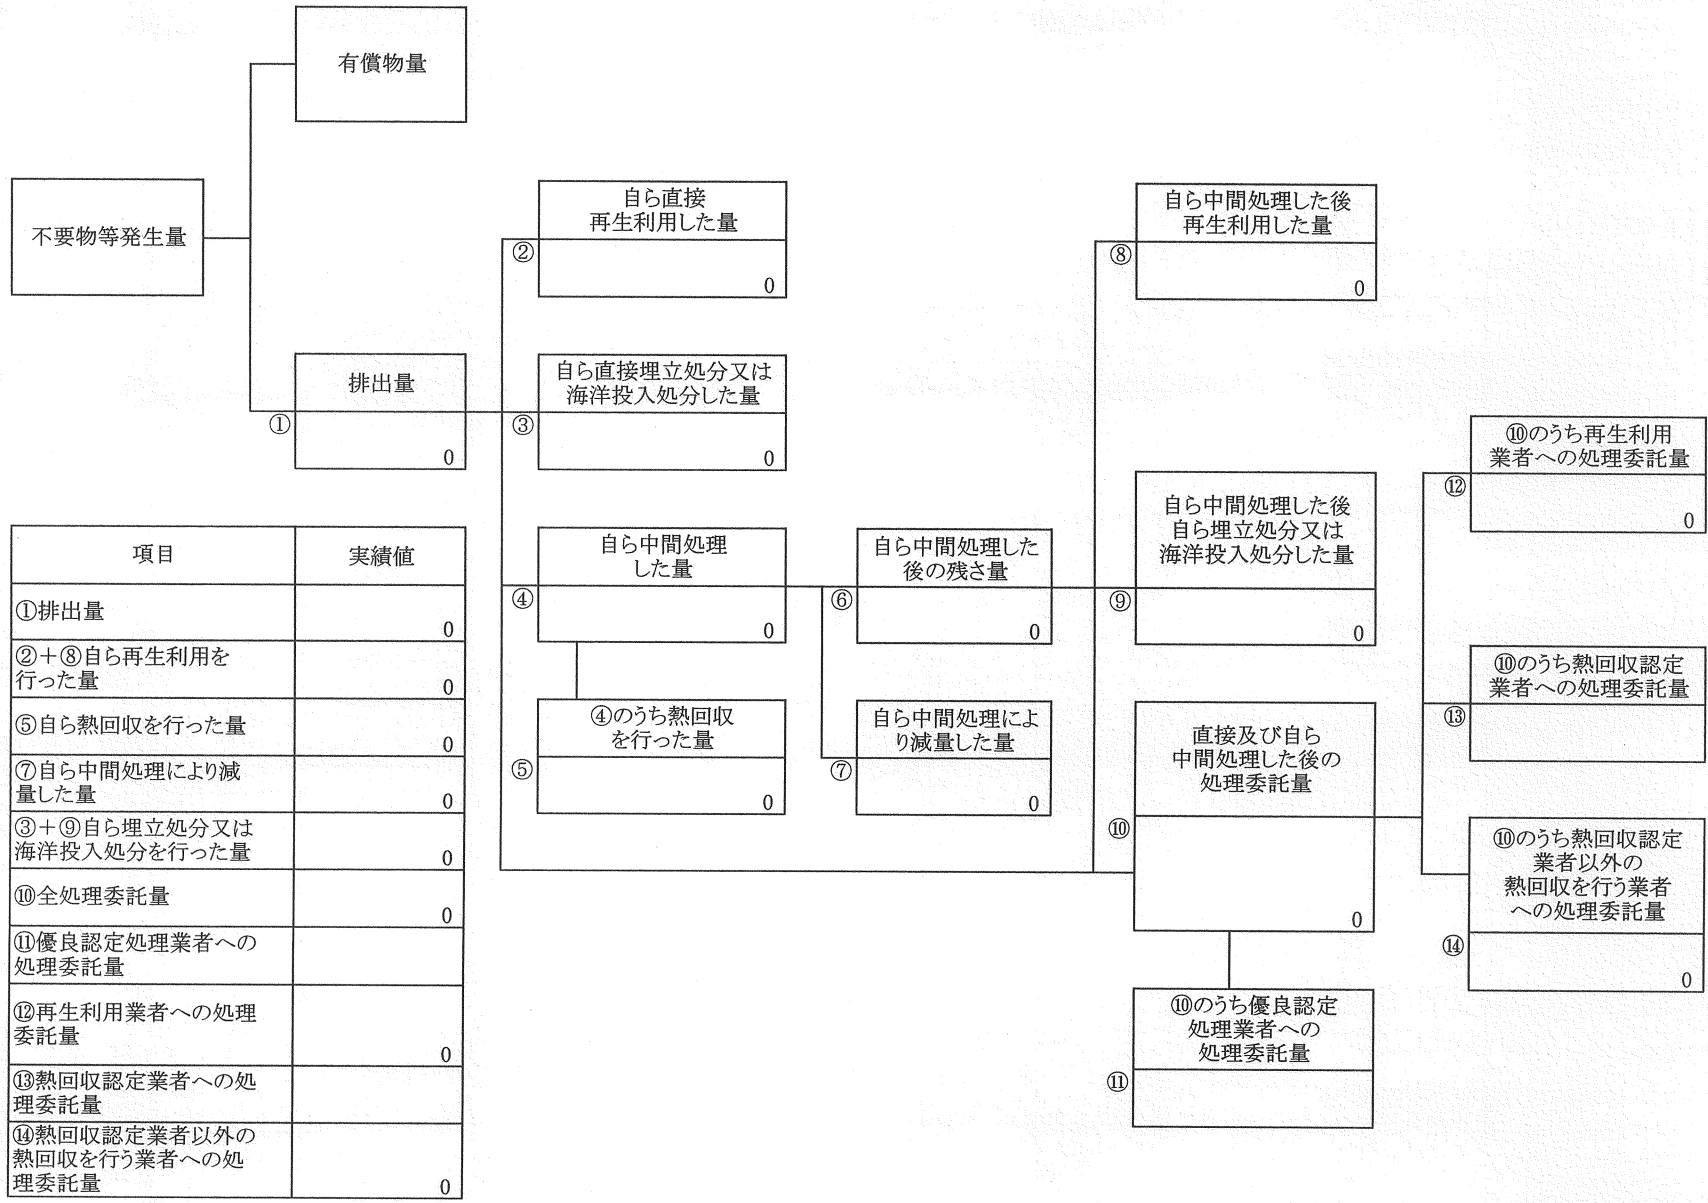 有償物量
不要物等発生量
①
排出量
0
②
自ら直接
再生利用した量
0
③
自ら直接埋立処分又は
海洋投入処分した量
0
④
自ら中間処理
した量
0
⑤
④のうち熱回収
を行った量
0
⑥
自ら中間処理した
後の残さ量
0
⑦
自ら中間処理によ
り減量した量
0
⑧
自ら中間処理した後
再生利用した量
0
⑨
自ら中間処理した後
自ら埋立処分又は
海洋投入処分した量
0
⑩
直接及び自ら
中間処理した後の
処理委託量
0
⑪
⑩のうち優良認定
処理業者への
処理委託量
⑫
⑩のうち再生利用
業者への処理委託量
0
⑬
⑩のうち熱回収認定
業者への処理委託量
⑭
⑩のうち熱回収認定
業者以外の
熱回収を行う業者
への処理委託量
0
項目 実績値
①排出量
0
②+⑧自ら再生利用を
行った量
0
⑤自ら熱回収を行った量
0
⑦自ら中間処理により減
量した量
0
③+⑨自ら埋立処分又は
海洋投入処分を行った量
0
⑩全処理委託量
0
⑪優良認定処理業者への
処理委託量
⑫再生利用業者への処理
委託量
0
⑬熱回収認定業者への処
理委託量
⑭熱回収認定業者以外の
熱回収を行う業者への処
理委託量
0